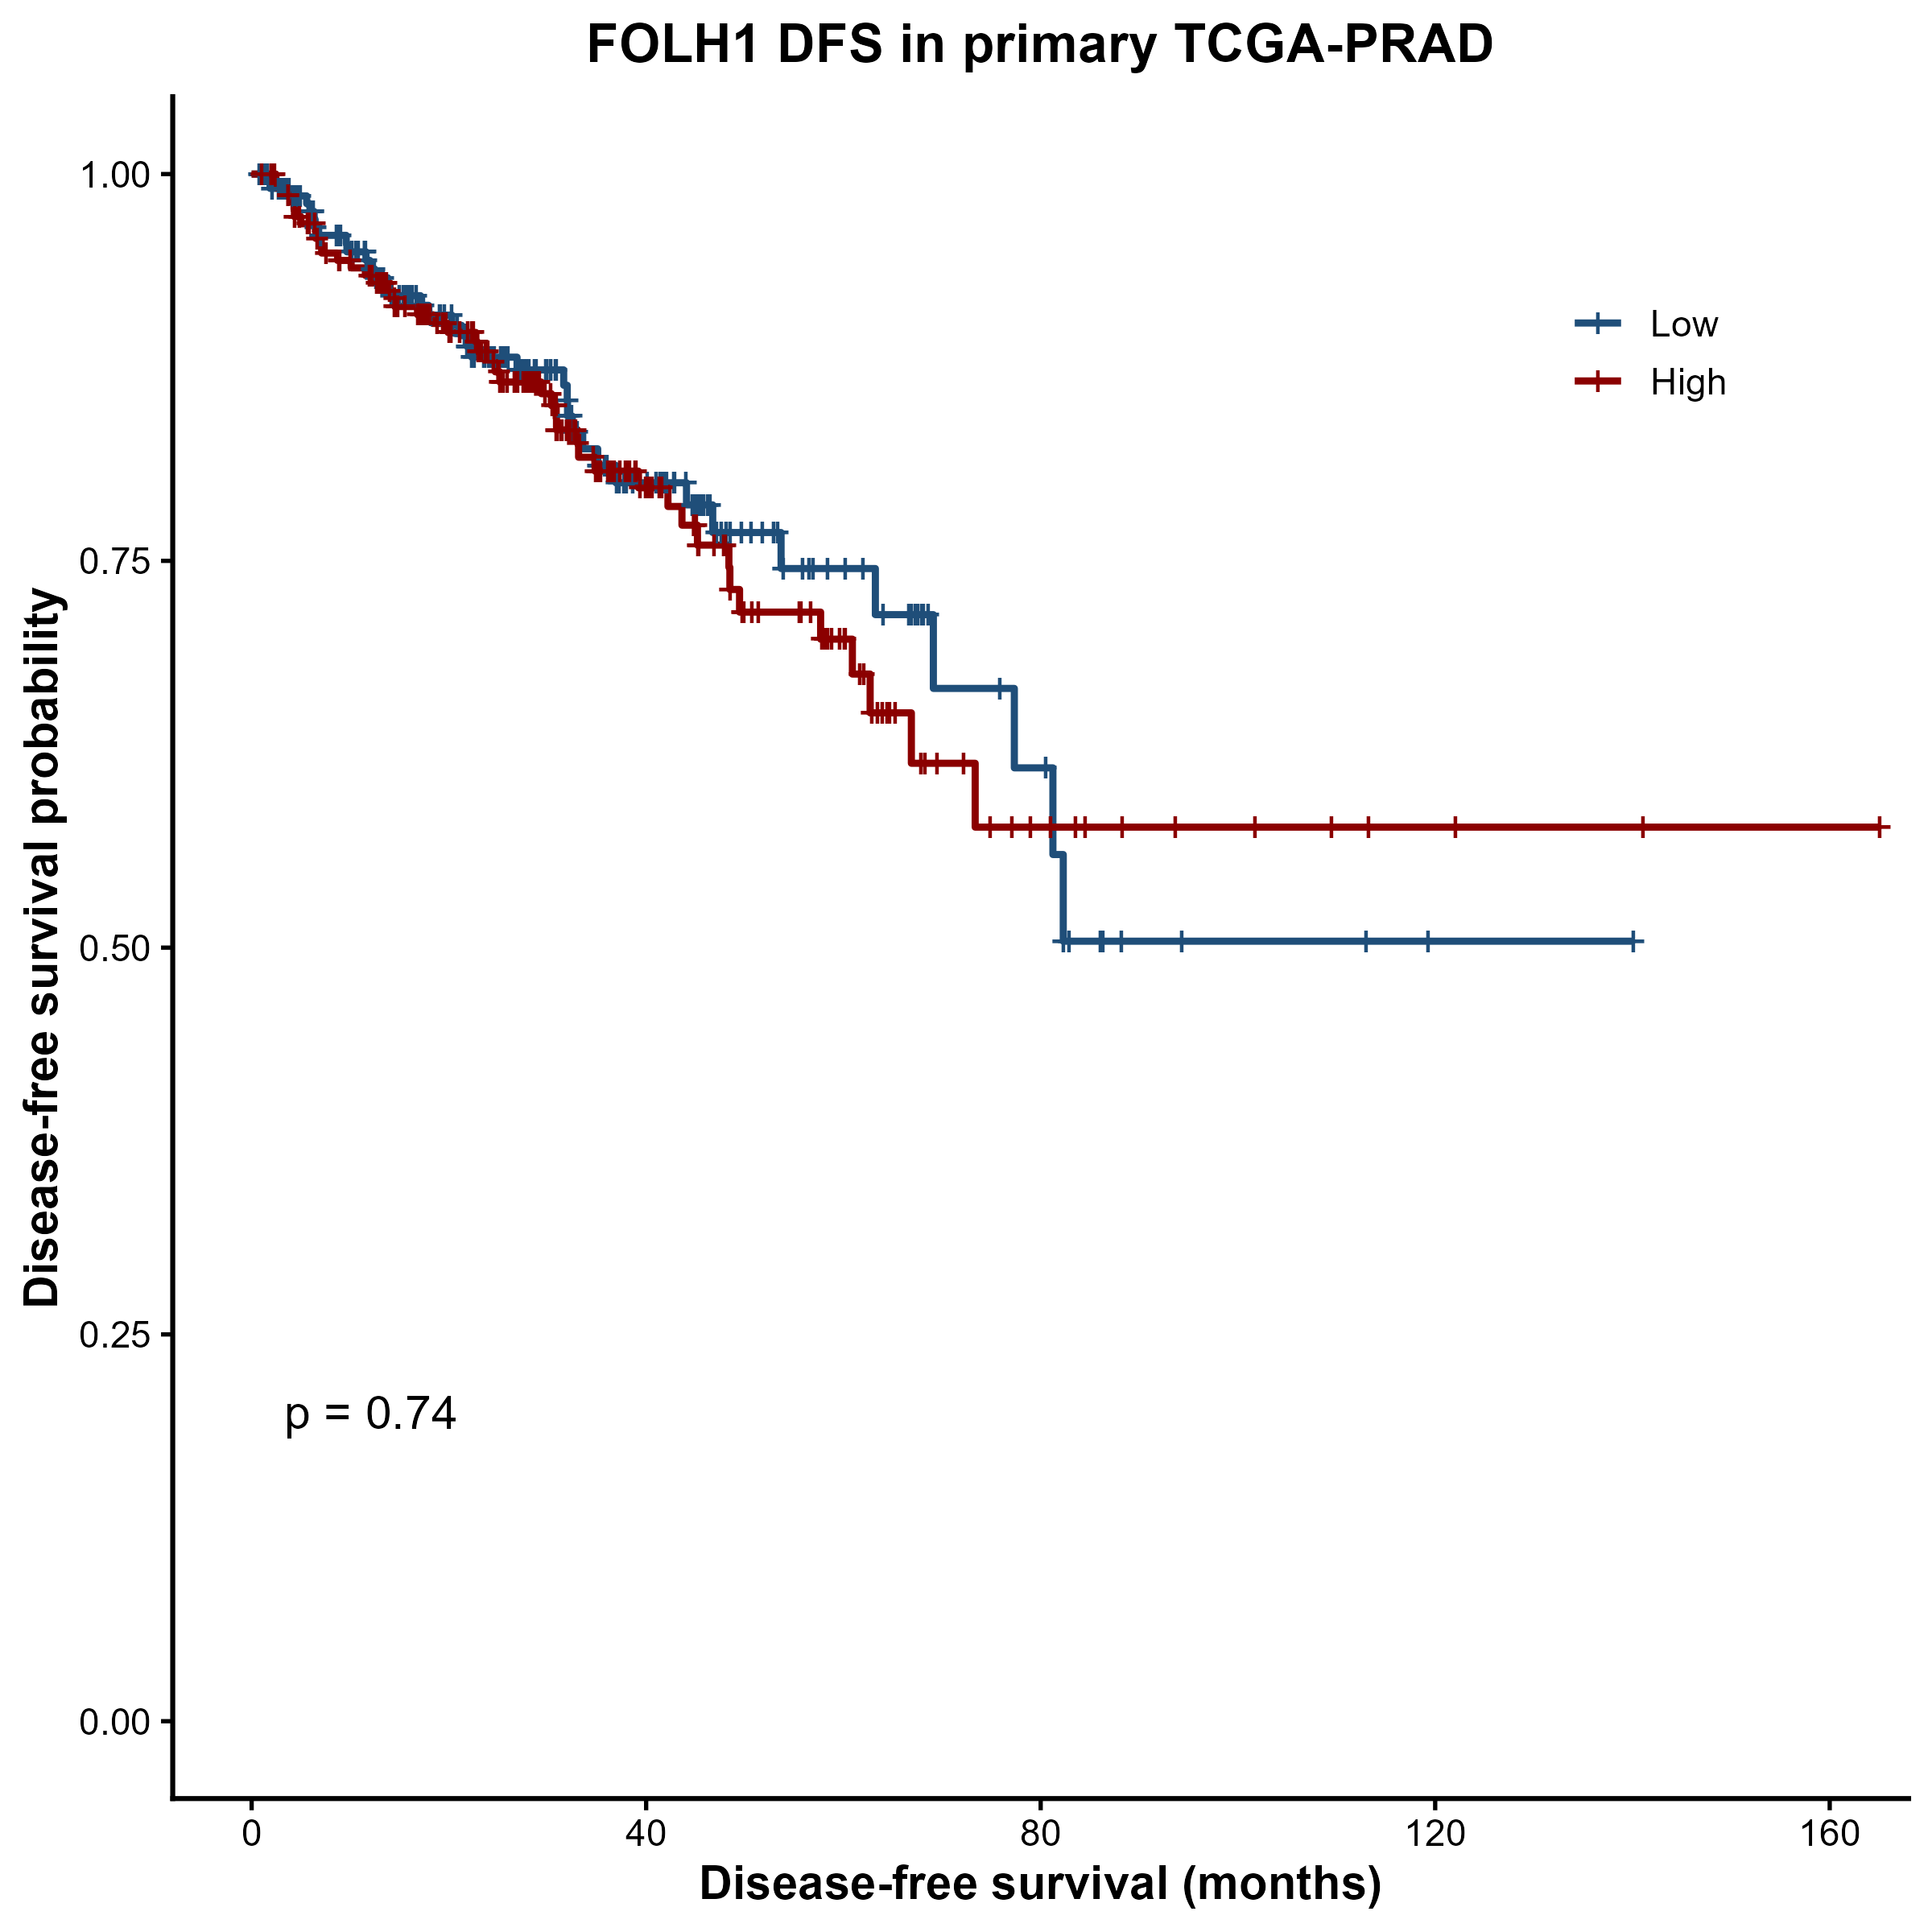 FOLH1 DFS in primary TCGA-PRAD
Disease-free survival probability
1.00
0.75
0.50
0.25
0.00
Low
High
p = 0.74
0
40
80
120
160
Disease-free survival (months)